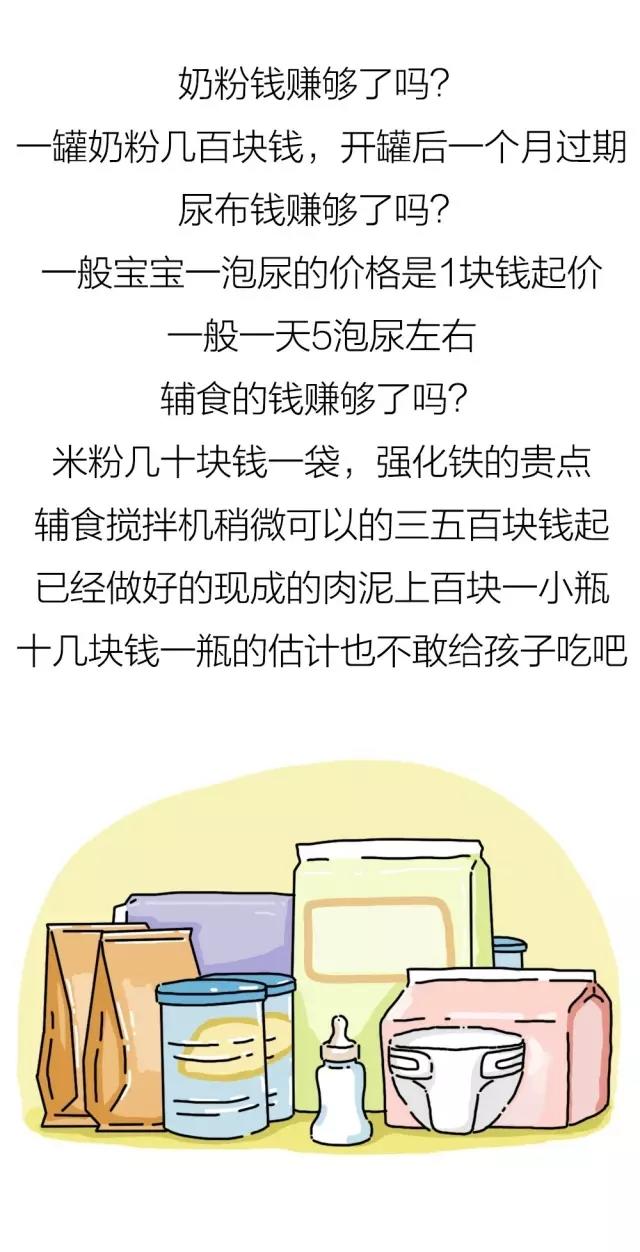 奶粉钱赚够了吗？
一罐奶粉几百块钱，开罐后一个月过期
尿布钱赚够了吗？
一般宝宝一泡尿的价格是1块钱起价
一般一天5泡尿左右
辅食的钱赚够了吗？
米粉几十块钱一袋，强化铁的贵点
辅食搅拌机稍微可以的三五百块钱起
已经做好的现成的肉泥上百块一小瓶
十几块钱一瓶的估计也不敢给孩子吃吧